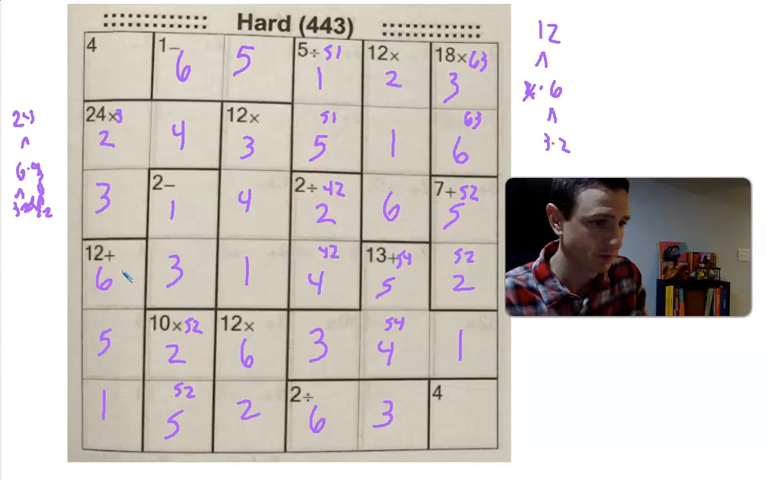 Hard (443)
12
^
6
^
3·2
4 1− 5÷ 51 12× 18× 63
6 5 1 2 3
24× 3 12× 51 63
2 4 3 5 1 6
24
^
2− 2÷ 42 7+ 52
3 1 4 2 6 5
12+ 42 13+ 54 52
6 3 1 4 5 2
10× 52 12× 54
5 2 6 3 4 1
52 2÷ 4
1 5 2 6 3